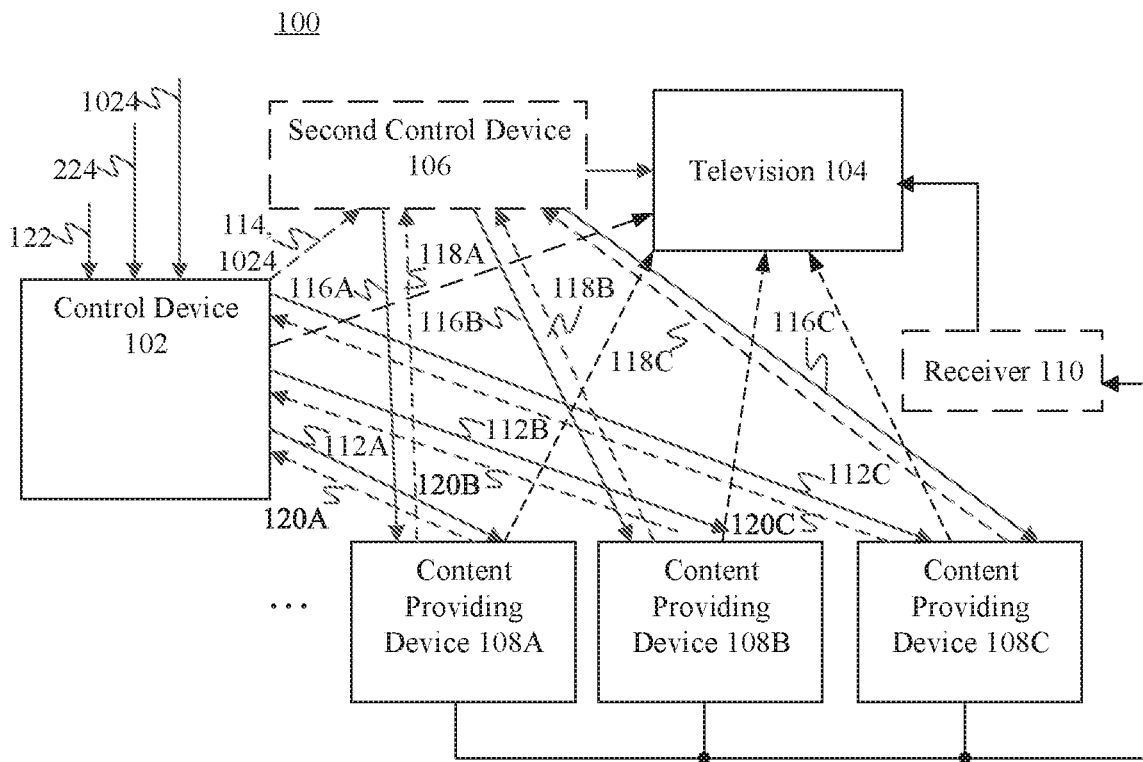 100
1024
224
122
Second Control Device
106
Television 104
114
1024
118A
116A
116B
118B
118C
116C
Control Device
102
Receiver 110
112A
112B
112C
120A
120B
120C
Content
Providing
Device 108A
Content
Providing
Device 108B
Content
Providing
Device 108C
...